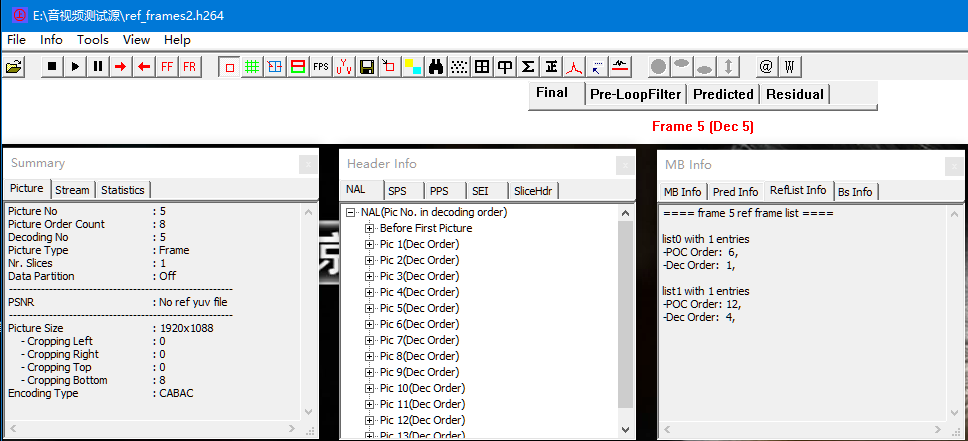 E:\音视频测试源\ref_frames2.h264
File Info Tools View Help
FF FR FPS 正 @ W
Final Pre-LoopFilter Predicted Residual
Frame 5 (Dec 5)
Summary
Picture Stream Statistics
Picture No : 5
Picture Order Count : 8
Decoding No : 5
Picture Type : Frame
Nr. Slices : 1
Data Partition : Off
PSNR : No ref yuv file
Picture Size : 1920x1088
- Cropping Left : 0
- Cropping Right : 0
- Cropping Top : 0
- Cropping Bottom : 8
Encoding Type : CABAC
Header Info
NAL SPS PPS SEI SliceHdr
NAL(Pic No. in decoding order)
Before First Picture
Pic 1(Dec Order)
Pic 2(Dec Order)
Pic 3(Dec Order)
Pic 4(Dec Order)
Pic 5(Dec Order)
Pic 6(Dec Order)
Pic 7(Dec Order)
Pic 8(Dec Order)
Pic 9(Dec Order)
Pic 10(Dec Order)
Pic 11(Dec Order)
Pic 12(Dec Order)
Pic 13(Dec Order)
MB Info
MB Info Pred Info RefList Info Bs Info
==== frame 5 ref frame list ====
list0 with 1 entries
-POC Order: 6,
-Dec Order: 1,
list1 with 1 entries
-POC Order: 12,
-Dec Order: 4,